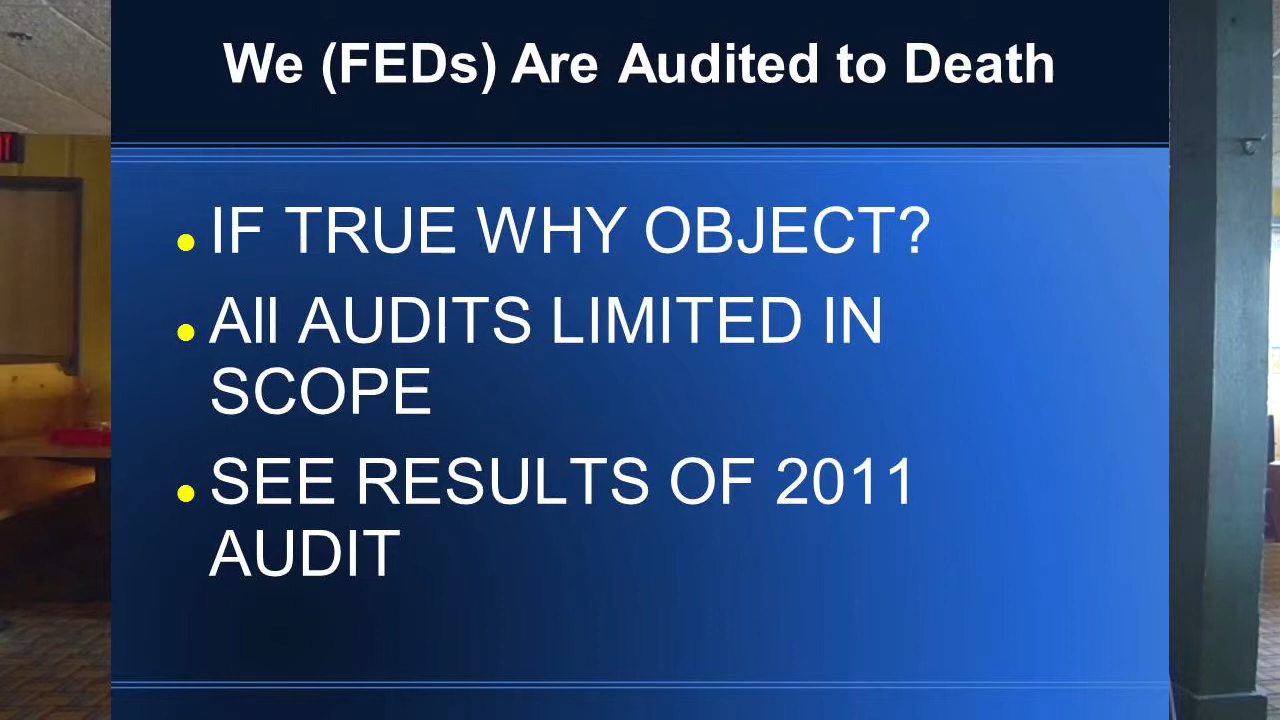 We (FEDs) Are Audited to Death
IF TRUE WHY OBJECT?
All AUDITS LIMITED IN
SCOPE
SEE RESULTS OF 2011
AUDIT